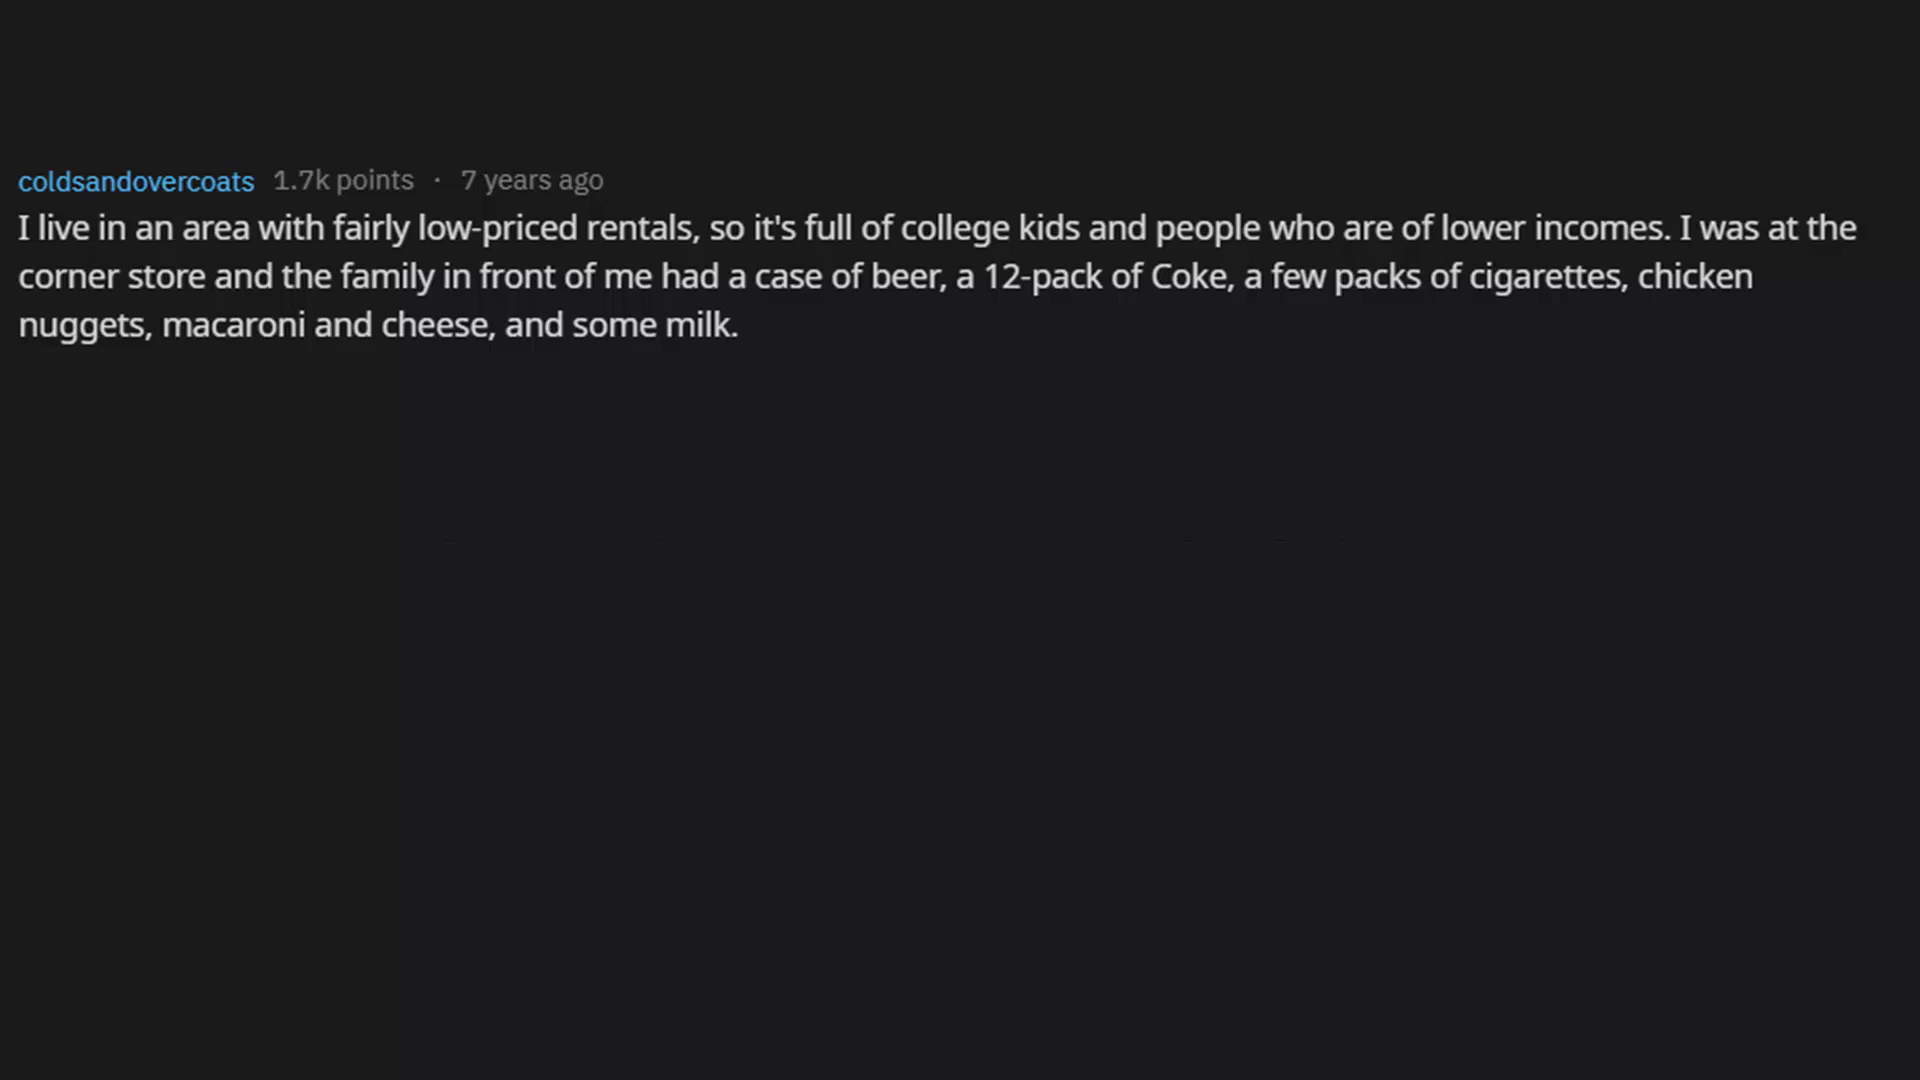 coldsandovercoats 1.7k points · 7 years ago
I live in an area with fairly low-priced rentals, so it's full of college kids and people who are of lower incomes. I was at the
corner store and the family in front of me had a case of beer, a 12-pack of Coke, a few packs of cigarettes, chicken
nuggets, macaroni and cheese, and some milk.